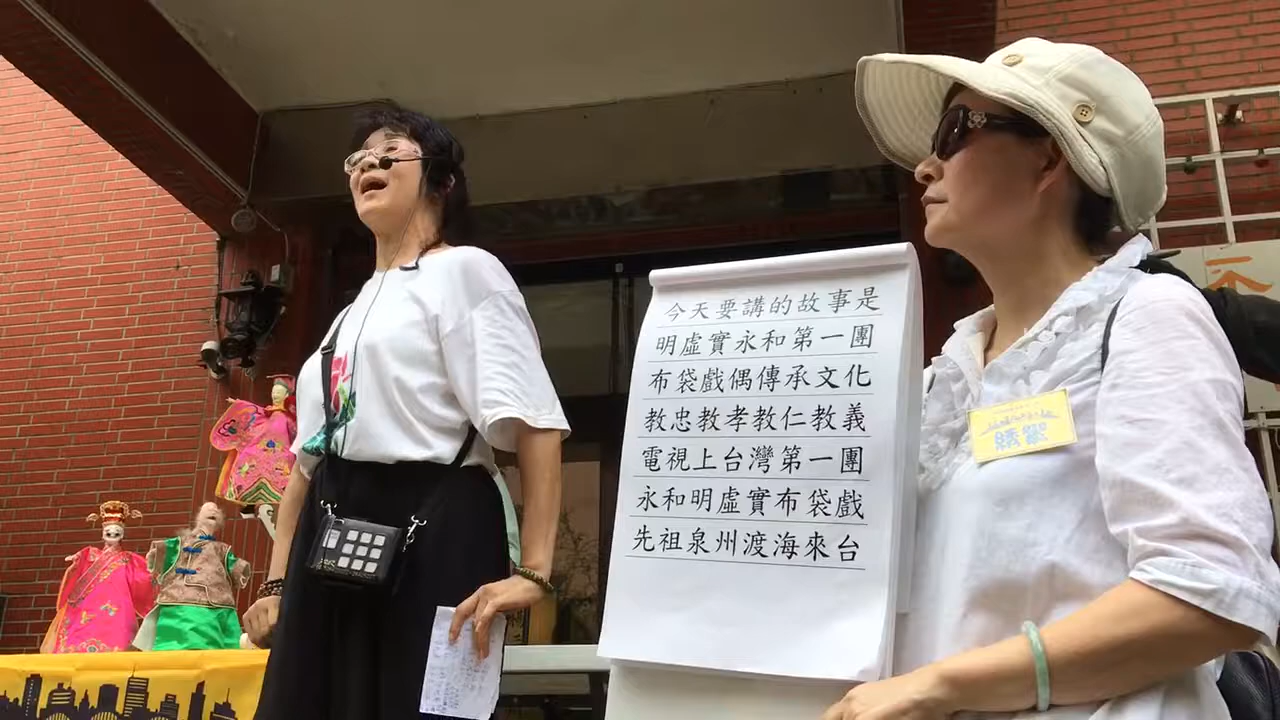 今天要講的故事是
明虛實永和第一團
布袋戲偶傳承文化
教忠教孝教仁教義
電視上台灣第一團
永和明虛實布袋戲
先祖泉州渡海來台